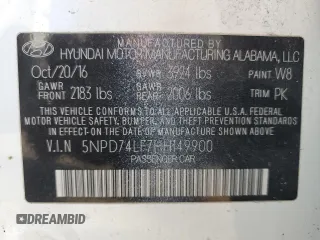 MANUFACTURED BY
HYUNDAI MOTOR MANUFACTURING ALABAMA, LLC
Oct/20/16 GVWR 3924 lbs PAINT W8
GAWR FRONT 2183 lbs GAWR REAR 2006 lbs TRIM PK
THIS VEHICLE CONFORMS TO ALL APPLICABLE U.S.A. FEDERAL
MOTOR VEHICLE SAFETY, BUMPER, AND THEFT PREVENTION
STANDARDS IN EFFECT ON THE DATE OF MANUFACTURE SHOWN ABOVE.
V.I.N 5NPD74LF7HH149900
PASSENGER CAR
DREAMBID